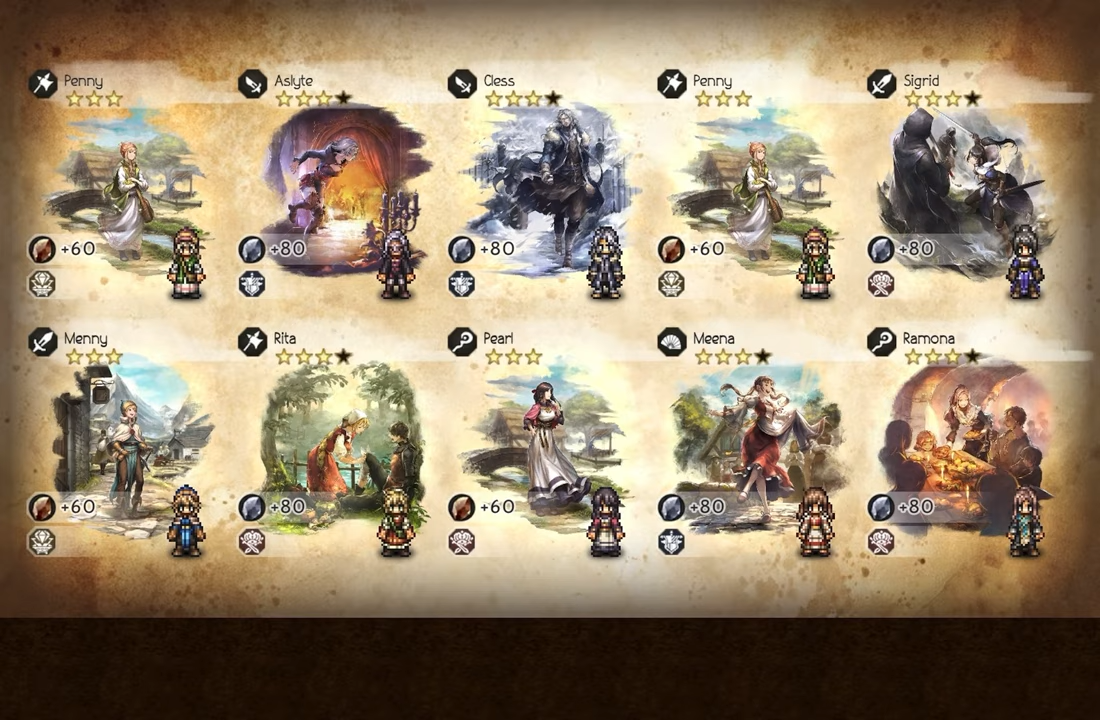 Penny
Aslyte
Cless
Penny
Sigrid
+60
+80
+80
+60
+80
Menny
Rita
Pearl
Meena
Ramona
+60
+80
+60
+80
+80